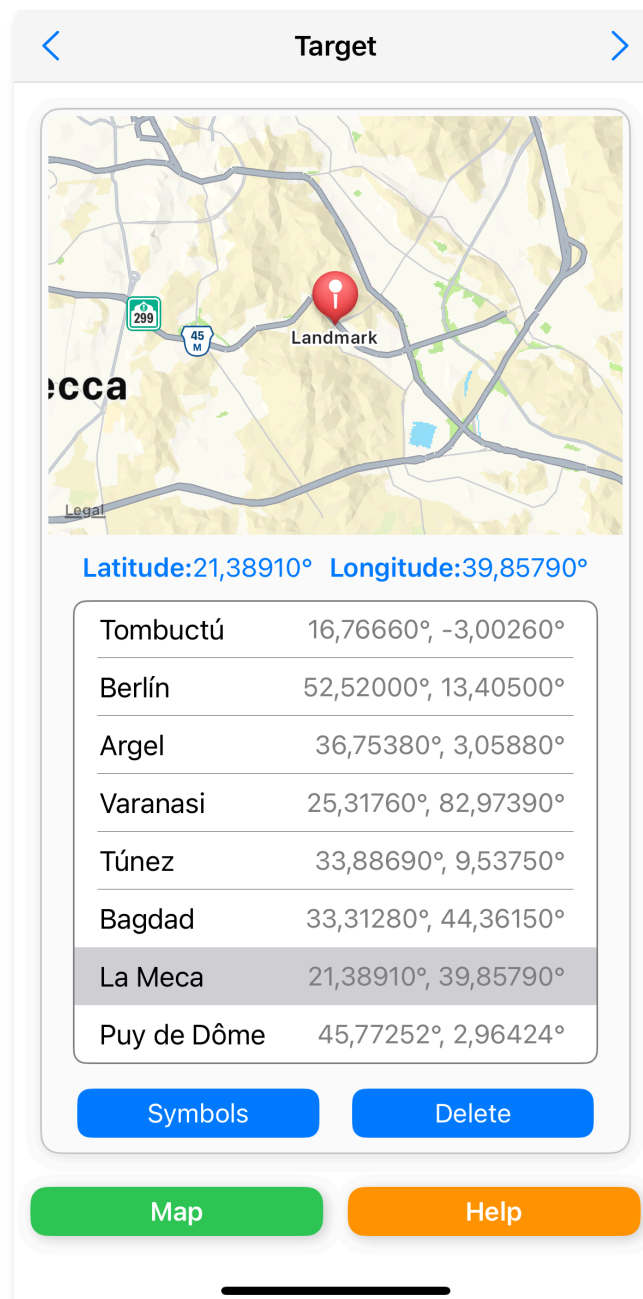 Target
299
45
M
Landmark
ecca
Legal
Latitude:21,38910° Longitude:39,85790°
Tombuctú 16,76660°, -3,00260°
Berlín 52,52000°, 13,40500°
Argel 36,75380°, 3,05880°
Varanasi 25,31760°, 82,97390°
Túnez 33,88690°, 9,53750°
Bagdad 33,31280°, 44,36150°
La Meca 21,38910°, 39,85790°
Puy de Dôme 45,77252°, 2,96424°
Symbols Delete
Map Help